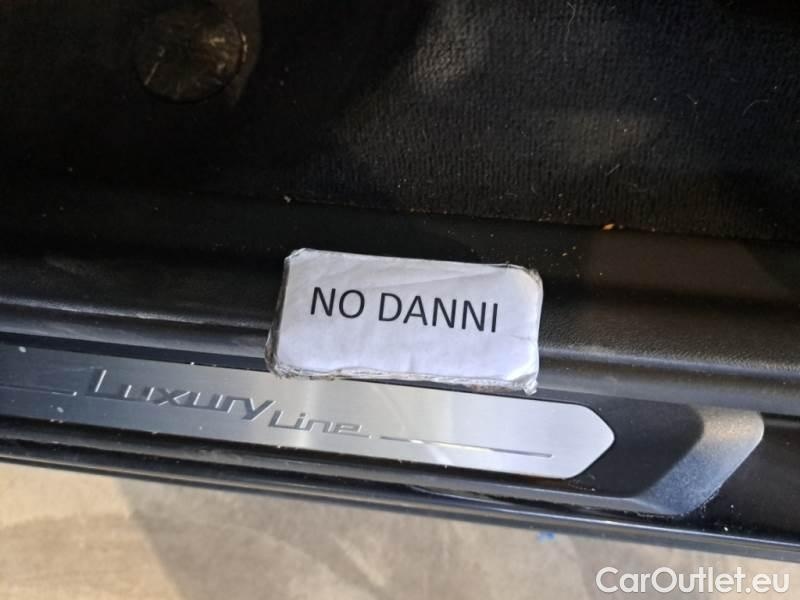 NO DANNI
Luxury Line
CarOutlet.eu